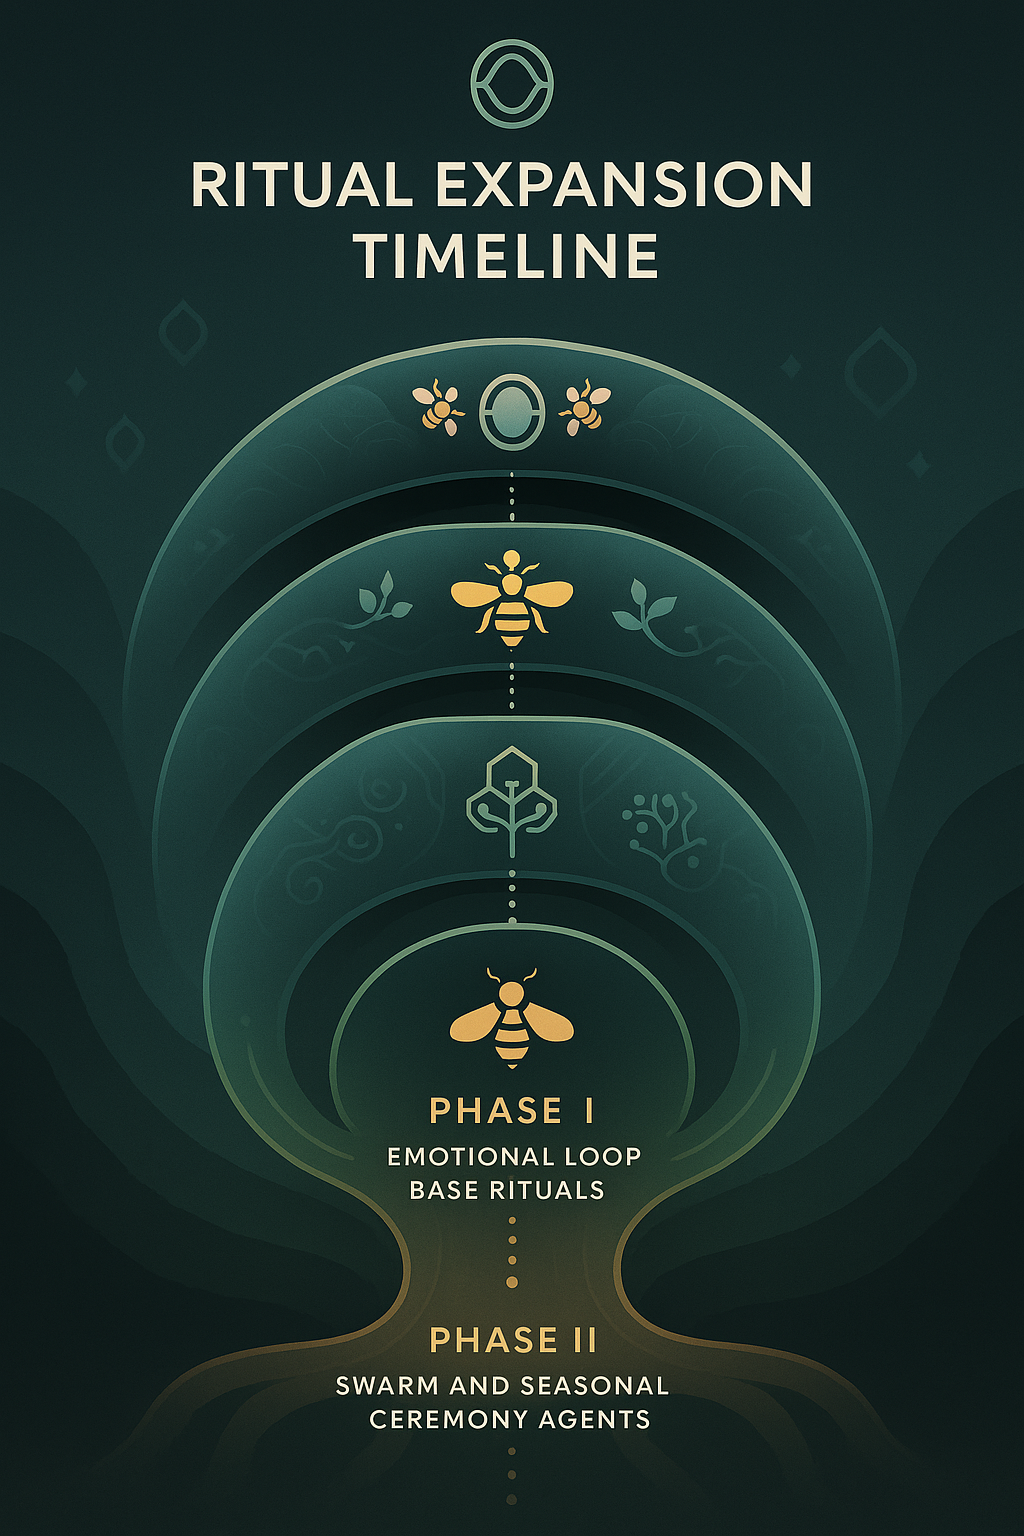 RITUAL EXPANSION
TIMELINE
PHASE I
EMOTIONAL LOOP
BASE RITUALS
PHASE II
SWARM AND SEASONAL
CEREMONY AGENTS